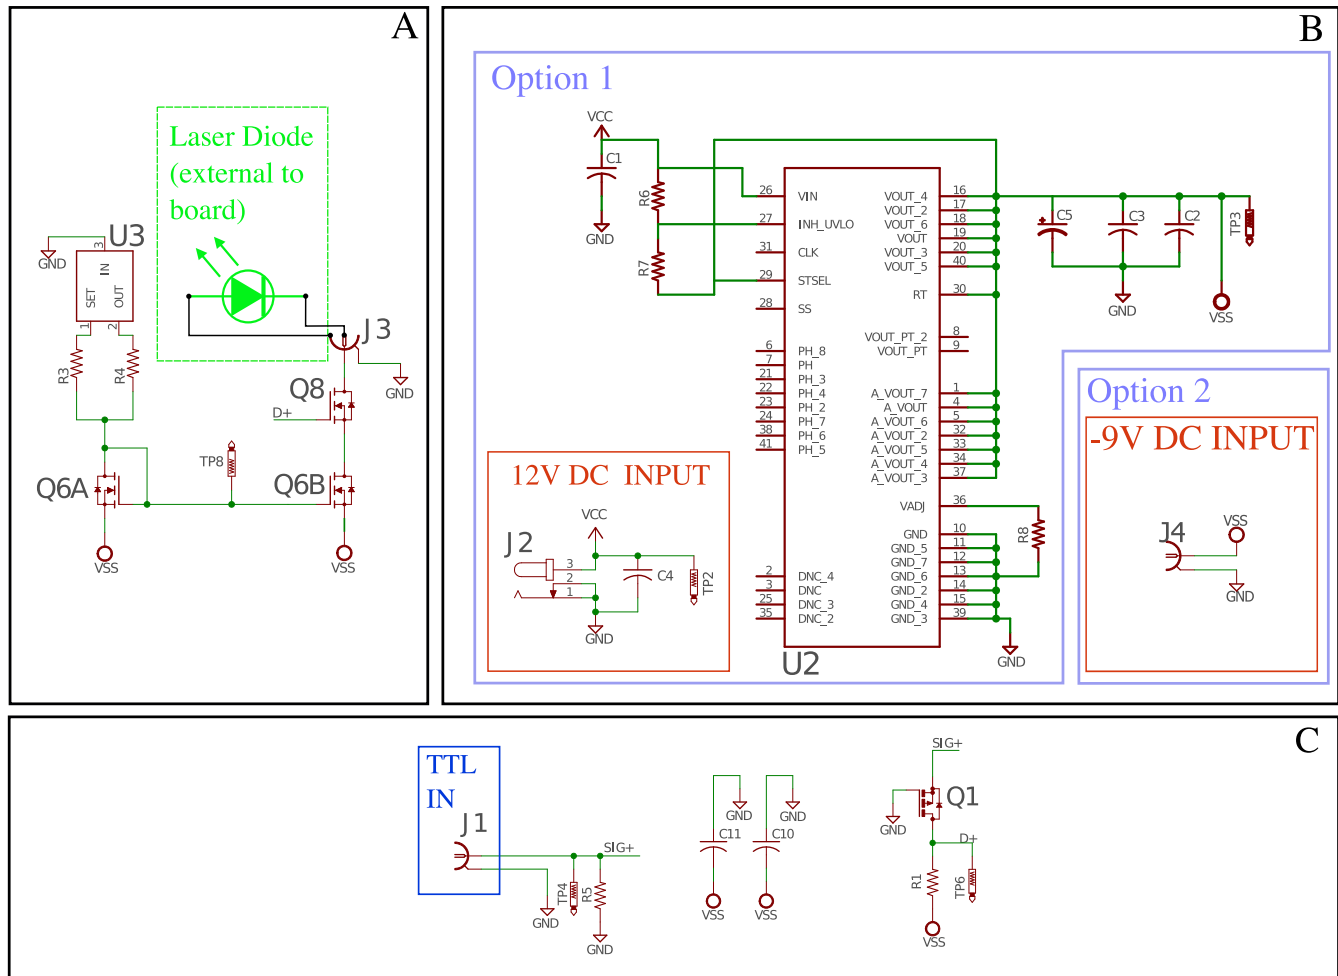 A
Laser Diode
(external to
board)
U3
GND
3
IN
SET
OUT
1
2
R3
R4
J3
GND
Q8
D+
TP8
Q6A
Q6B
VSS
VSS
B
Option 1
VCC
C1
GND
R6
R7
26
VIN
27
INH_UVLO
31
CLK
29
STSEL
28
SS
6
PH_8
7
PH
21
PH_3
22
PH_4
23
PH_2
24
PH_7
38
PH_6
41
PH_5
2
DNC_4
3
DNC
25
DNC_3
35
DNC_2
VOUT_4
16
VOUT_2
17
VOUT_6
18
VOUT
19
VOUT_3
20
VOUT_5
40
RT
30
VOUT_PT_2
8
VOUT_PT
9
A_VOUT_7
1
A_VOUT
4
A_VOUT_6
5
A_VOUT_2
32
A_VOUT_5
33
A_VOUT_4
34
A_VOUT_3
37
VADJ
36
GND
10
GND_5
11
GND_7
12
GND_6
13
GND_2
14
GND_4
15
GND_3
39
U2
R8
GND
C5
C3
C2
TP3
GND
VSS
12V DC INPUT
VCC
J2
3
2
1
C4
TP2
GND
Option 2
-9V DC INPUT
VSS
J4
GND
C
TTL
IN
J1
SIG+
TP4
R5
GND
GND
GND
GND
C11
C10
VSS
VSS
SIG+
Q1
GND
D+
R1
TP6
VSS